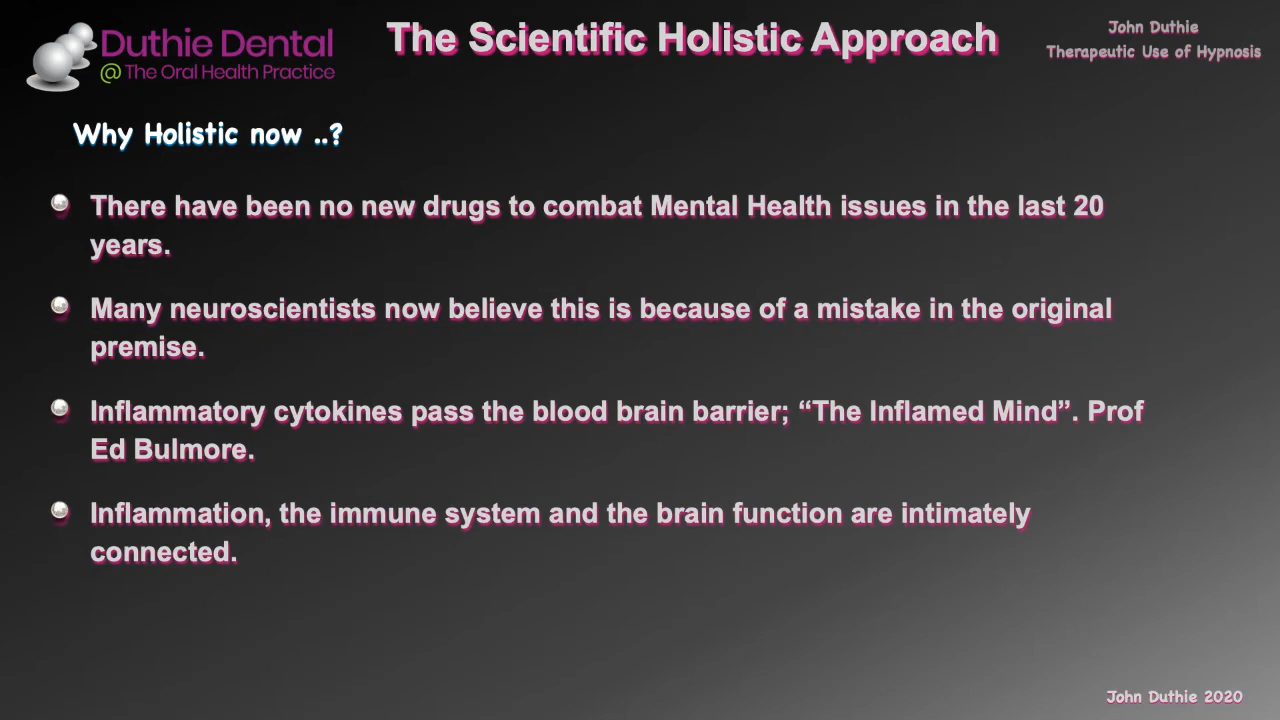 Duthie Dental
@ The Oral Health Practice
The Scientific Holistic Approach
John Duthie
Therapeutic Use of Hypnosis
Why Holistic now ..?
There have been no new drugs to combat Mental Health issues in the last 20
years.
Many neuroscientists now believe this is because of a mistake in the original
premise.
Inflammatory cytokines pass the blood brain barrier; “The Inflamed Mind”. Prof
Ed Bulmore.
Inflammation, the immune system and the brain function are intimately
connected.
John Duthie 2020